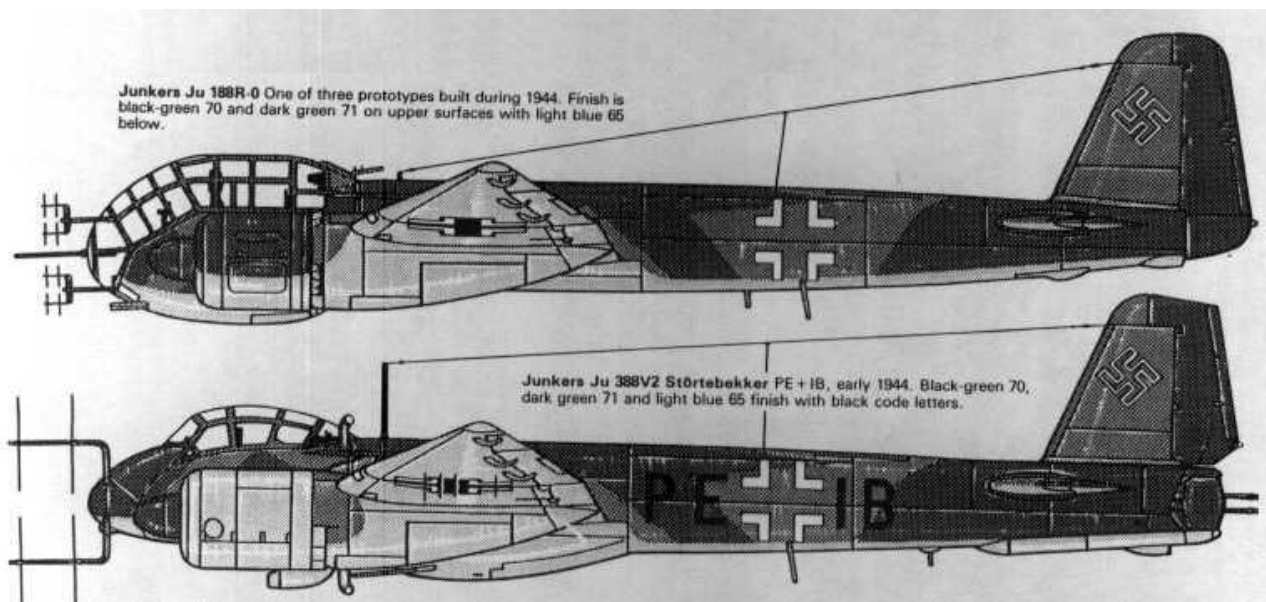 Junkers Ju 188R-0 One of three prototypes built during 1944. Finish is
black-green 70 and dark green 71 on upper surfaces with light blue 65
below.
Junkers Ju 388V2 Störtebekker PE + IB, early 1944. Black-green 70,
dark green 71 and light blue 65 finish with black code letters.
PE IB